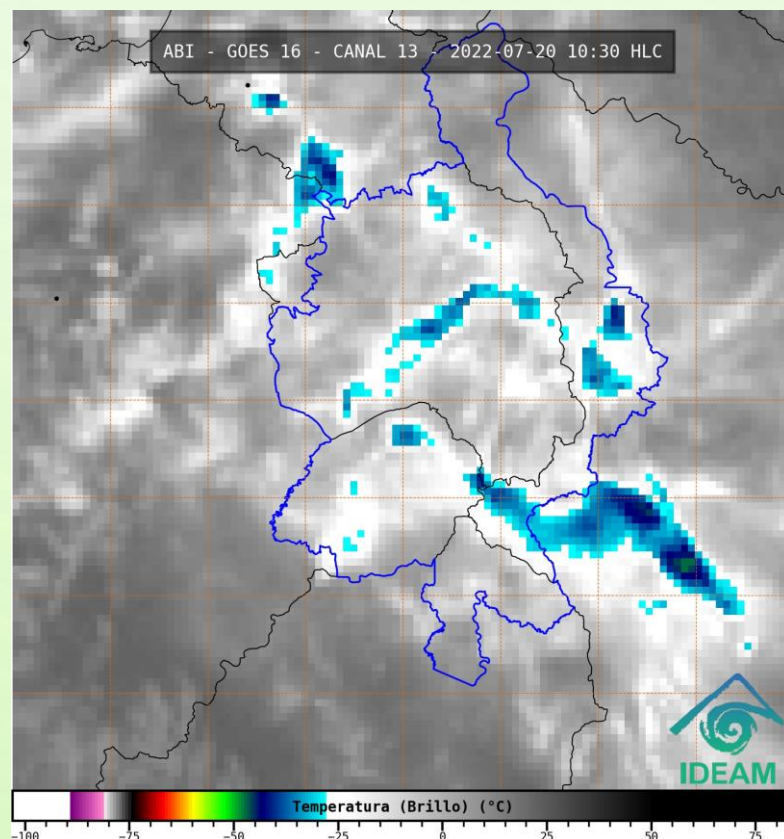 ABI - GOES 16 - CANAL 13 - 2022-07-20 10:30 HLC
IDEAM
Temperatura (Brillo) (°C)
−100 −75 −50 −25 0 25 50 75